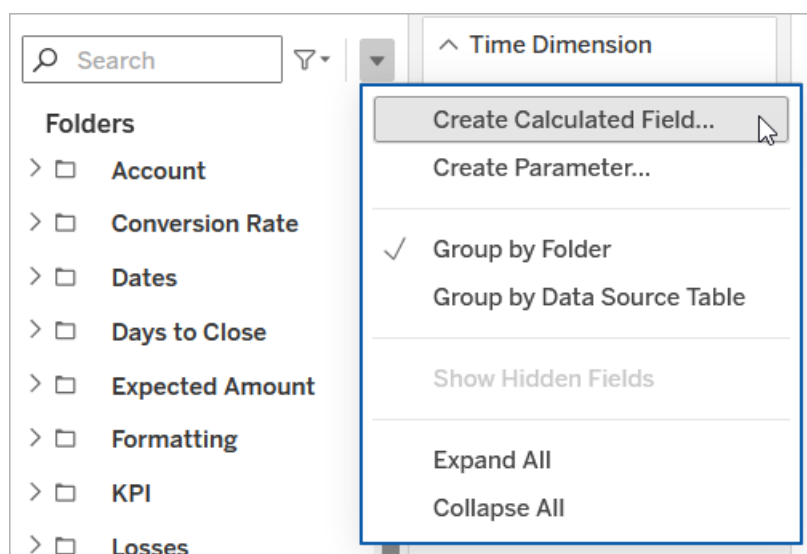 Search
Time Dimension
Folders
Account
Conversion Rate
Dates
Days to Close
Expected Amount
Formatting
KPI
Losses
Create Calculated Field...
Create Parameter...
Group by Folder
Group by Data Source Table
Show Hidden Fields
Expand All
Collapse All